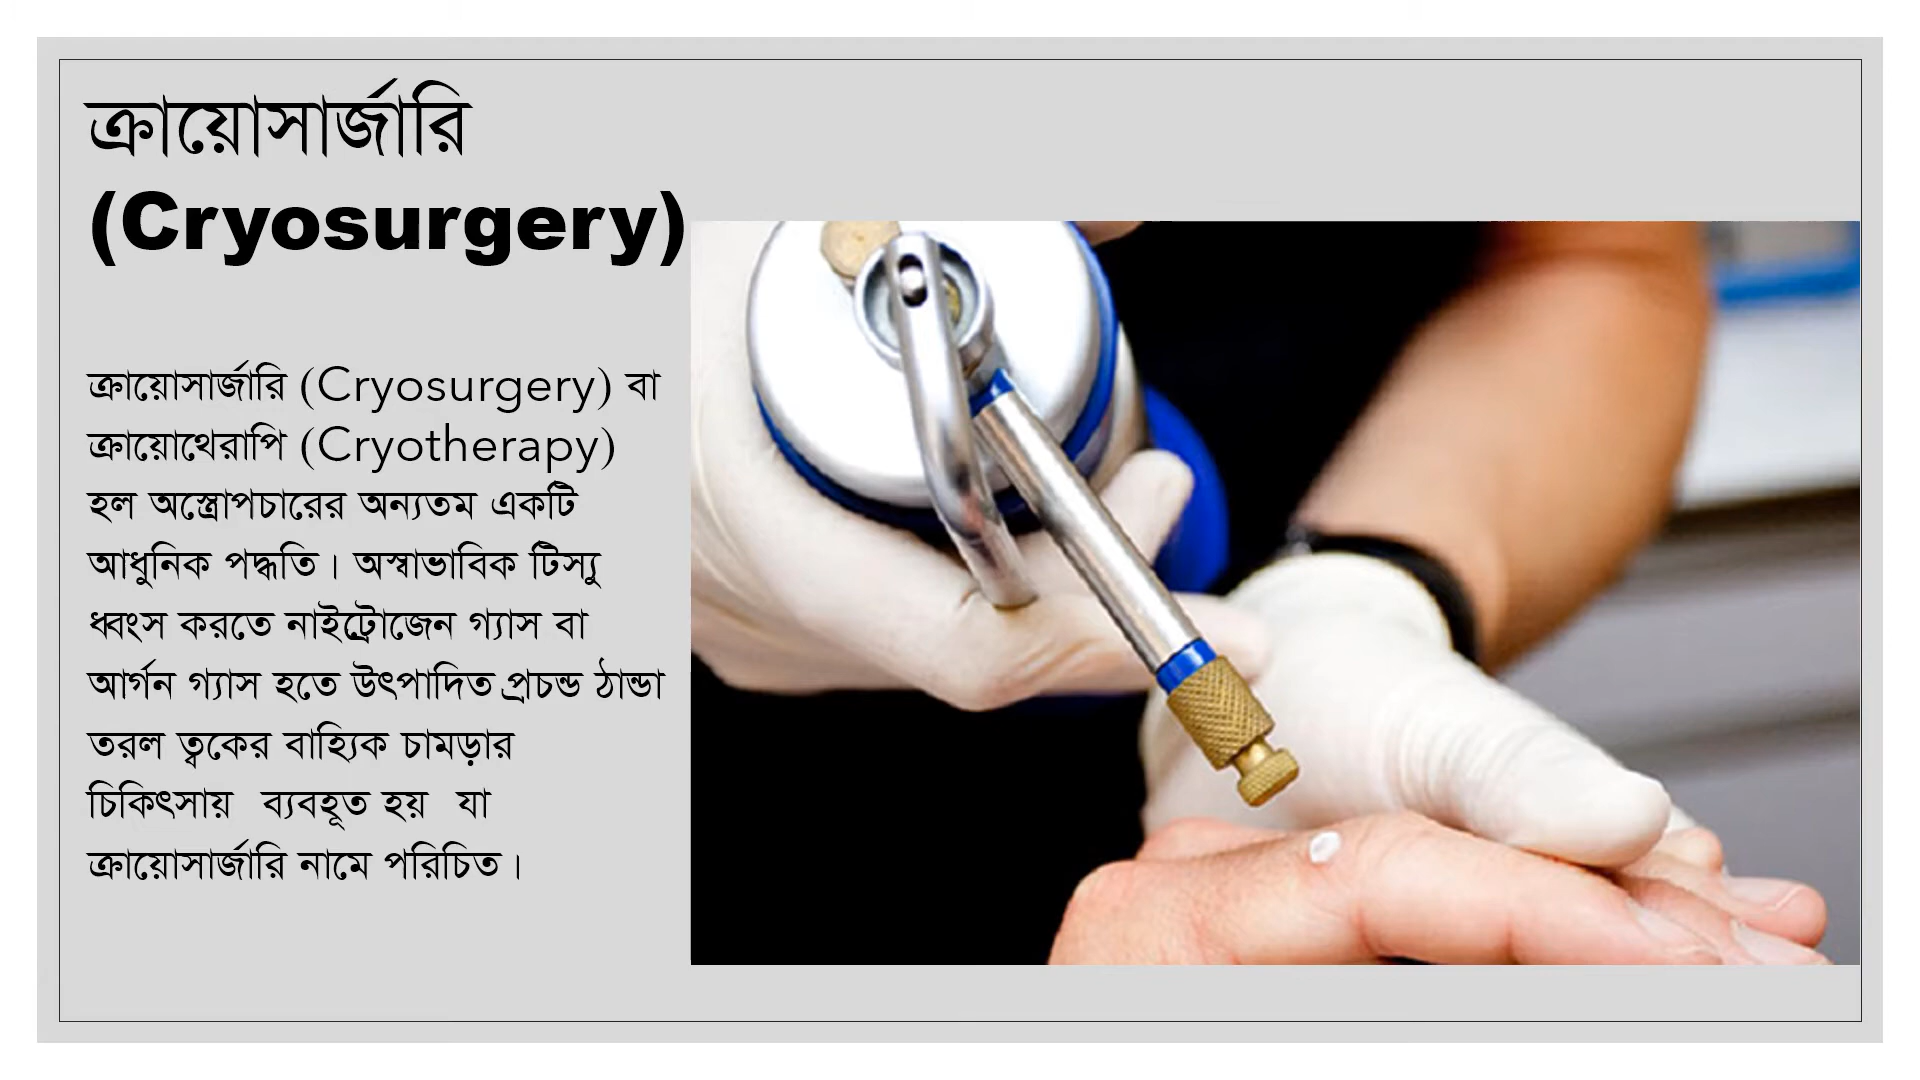 ক্রায়োসার্জারি
(Cryosurgery)
ক্রায়োসার্জারি (Cryosurgery) বা
ক্রায়োথেরাপি (Cryotherapy)
হল অস্ত্রোপচারের অন্যতম একটি
আধুনিক পদ্ধতি। অস্বাভাবিক টিস্যু
ধ্বংস করতে নাইট্রোজেন গ্যাস বা
আর্গন গ্যাস হতে উৎপাদিত প্রচন্ড ঠান্ডা
তরল ত্বকের বাহ্যিক চামড়ার
চিকিৎসায় ব্যবহূত হয় যা
ক্রায়োসার্জারি নামে পরিচিত।